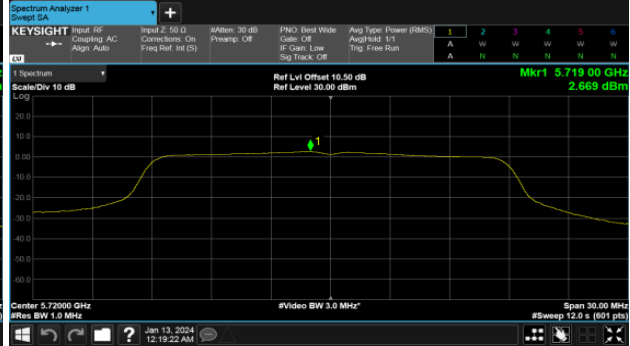 Spectrum Analyzer 1
Swept SA
+
KEYSIGHT
Input: RF
Coupling: AC
Align: Auto
Input Z: 50 Ω
Corrections: On
Freq Ref: Int (S)
#Atten: 30 dB
Preamp: Off
PNO: Best Wide
Gate: Off
IF Gain: Low
Sig Track: Off
Avg Type: Power (RMS)
Avg|Hold: 1/1
Trig: Free Run
1 2 3 4 5 6
A W W W W W
A N N N N N
LXI
1 Spectrum
Scale/Div 10 dB
Ref Lvl Offset 10.50 dB
Ref Level 30.00 dBm
Mkr1 5.719 00 GHz
2.669 dBm
Log
20.0
10.0
0.00
-10.0
-20.0
-30.0
-40.0
-50.0
-60.0
1
Center 5.72000 GHz
#Res BW 1.0 MHz
#Video BW 3.0 MHz*
Span 30.00 MHz
#Sweep 12.0 s (601 pts)
?
Jan 13, 2024
12:19:22 AM